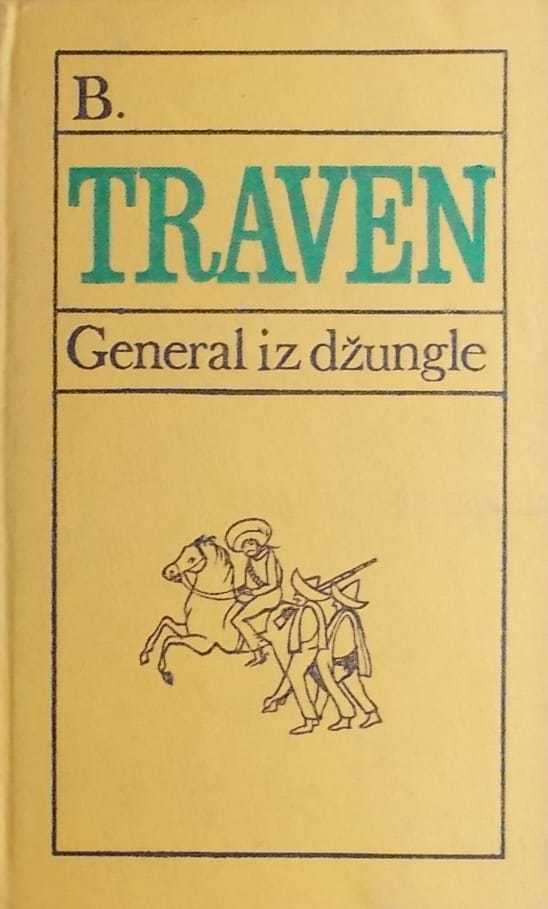 B.
TRAVEN
General iz džungle